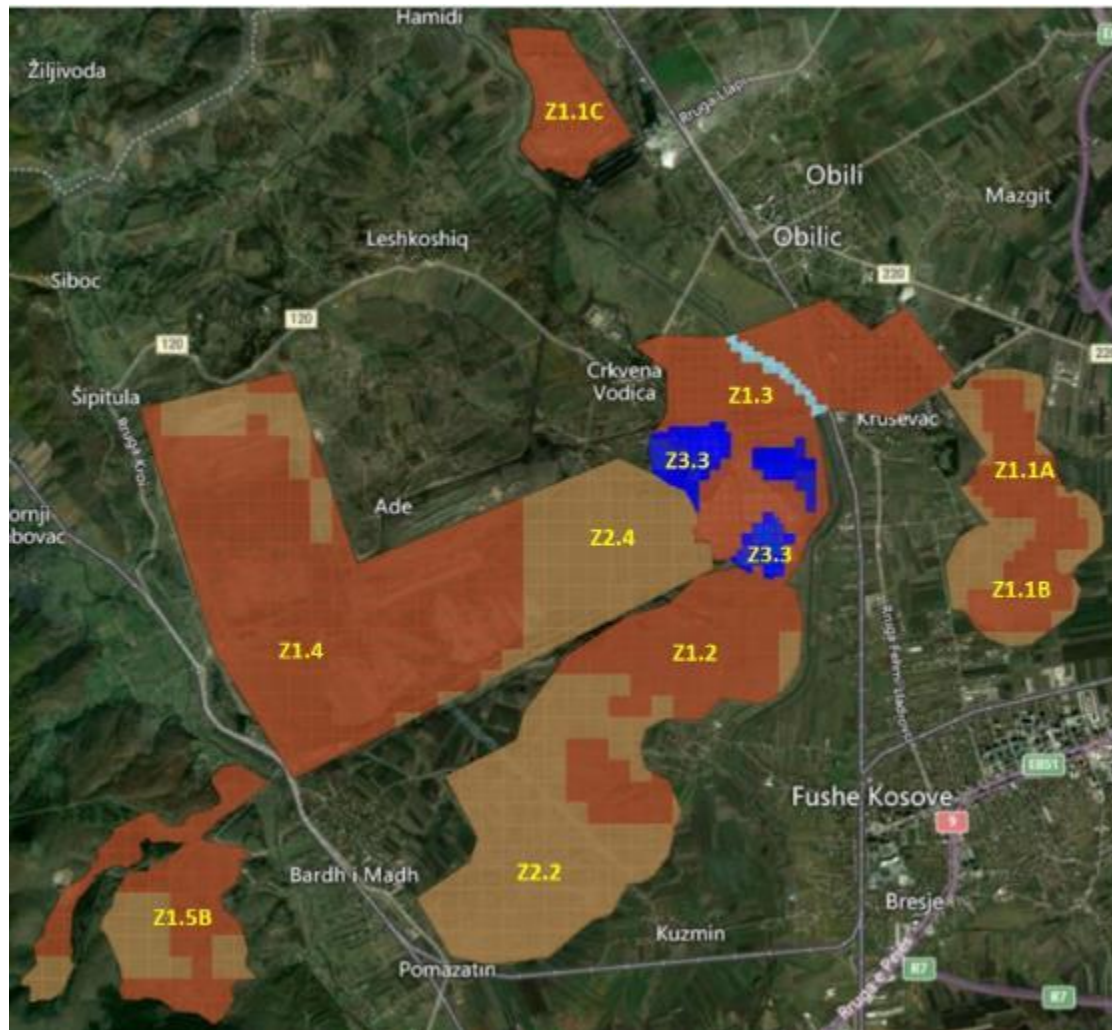 Hamidi
Žiljivoda
Z1.1C
Rruga Llapi
Obili
Mazgit
Leshkoshiq
Obilic
Siboc
220
120
120
Crkvena
Vodica
Šipitula
Z1.3
Kruševac
Z3.3
Z1.1A
Ade
Z2.4
Z3.3
Z1.1B
Z1.4
Z1.2
E851
Fushe Kosove
9
Bardh i Madh
Z2.2
Bresje
Z1.5B
Kuzmin
Pomazatin
R7
R7